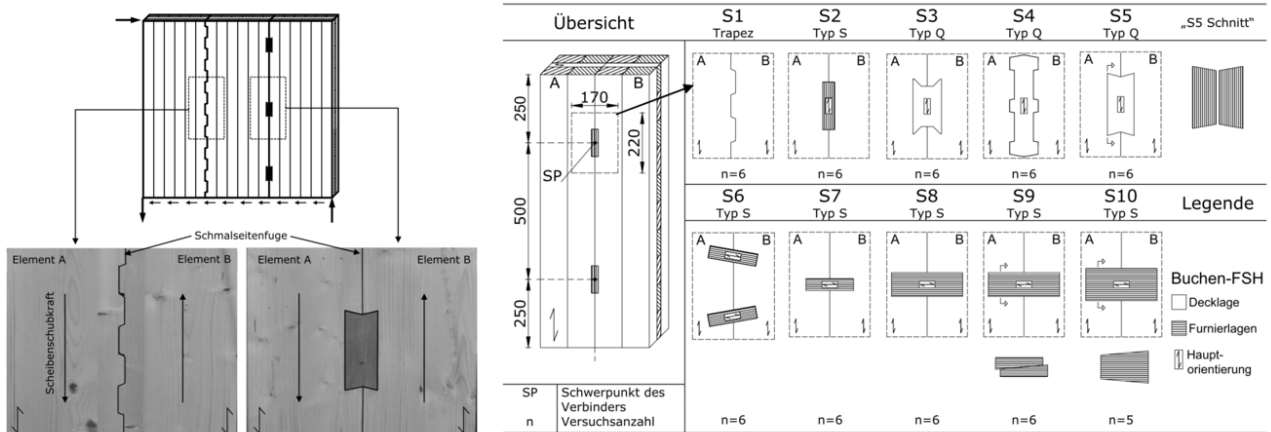 Schmalseitenfuge
Element A
Element B
Scheibenschubkraft
Element A
Element B
Übersicht
A
B
170
220
250
500
250
SP
SP Schwerpunkt des
Verbinders
n Versuchsanzahl
S1
Trapez
S2
Typ S
S3
Typ Q
S4
Typ Q
S5
Typ Q
„S5 Schnitt“
A B
A B
A B
A B
A B
n=6
n=6
n=6
n=6
n=6
S6
Typ S
S7
Typ S
S8
Typ S
S9
Typ S
S10
Typ S
Legende
A B
A B
A B
A B
A B
n=6
n=6
n=6
n=6
n=5
Buchen-FSH
Decklage
Furnierlagen
Haupt-
orientierung